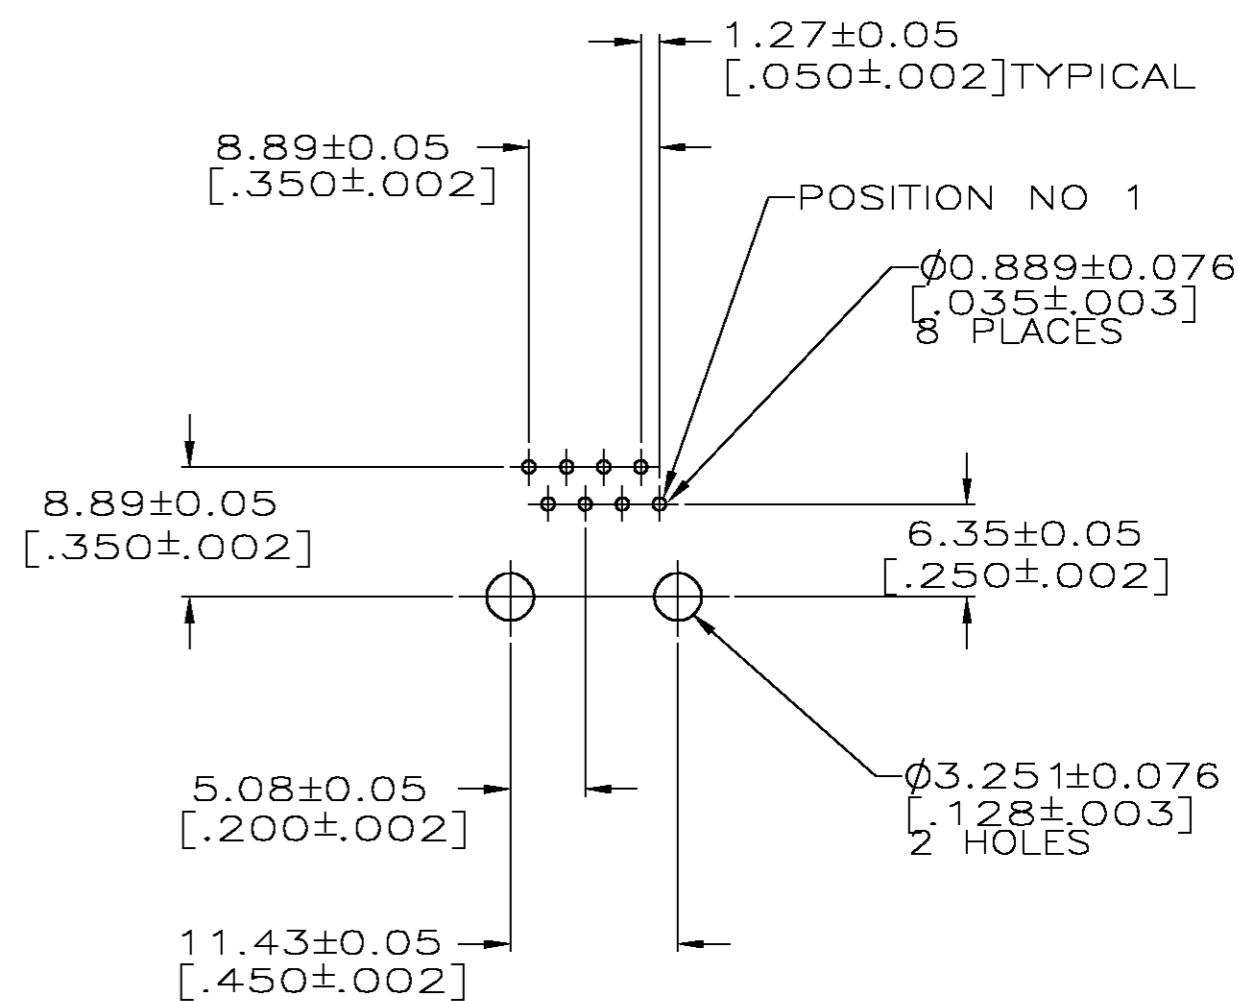 1.27±0.05
[.050±.002]TYPICAL
8.89±0.05
[.350±.002]
POSITION NO 1
Ø0.889±0.076
[.035±.003]
8 PLACES
8.89±0.05
[.350±.002]
6.35±0.05
[.250±.002]
5.08±0.05
[.200±.002]
Ø3.251±0.076
[.128±.003]
2 HOLES
11.43±0.05
[.450±.002]